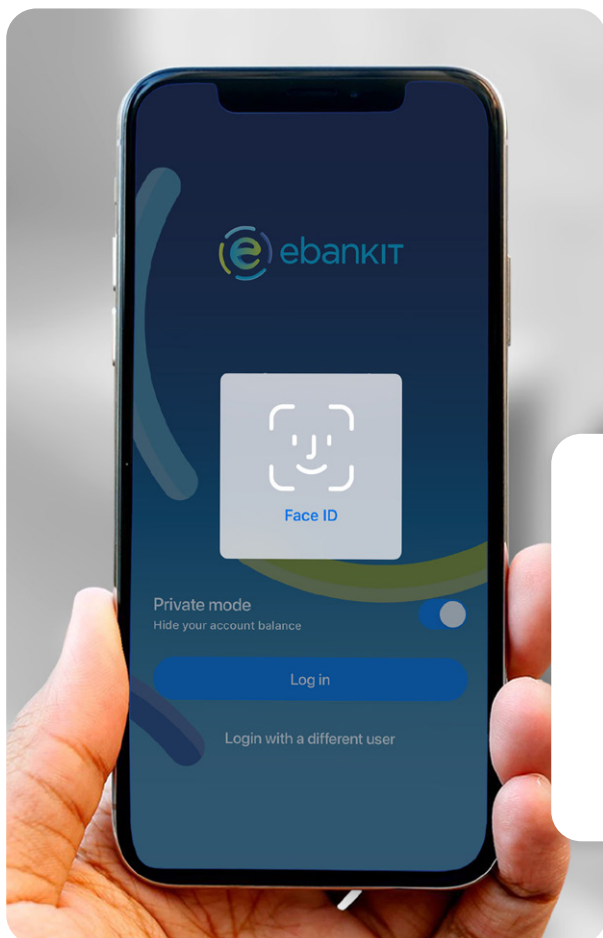 ebankIT
Face ID
Private mode
Hide your account balance
Log in
Login with a different user